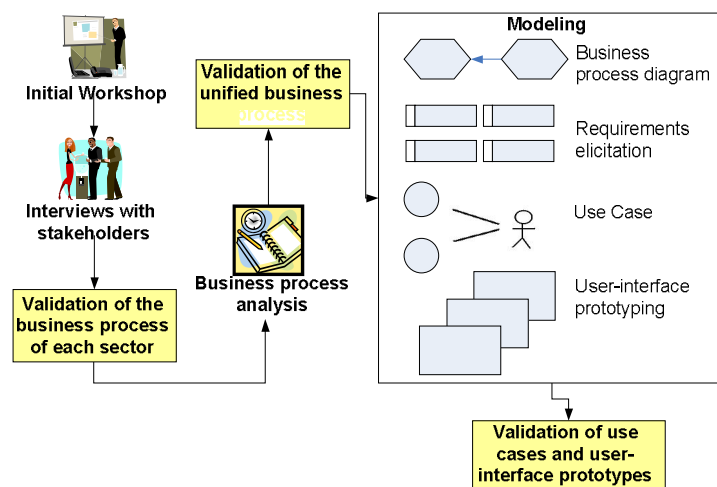 Initial Workshop
Interviews with
stakeholders
Validation of the
business process
of each sector
Business process
analysis
Validation of the
unified business
process
Modeling
Business
process diagram
Requirements
elicitation
Use Case
User-interface
prototyping
Validation of use
cases and user-
interface prototypes